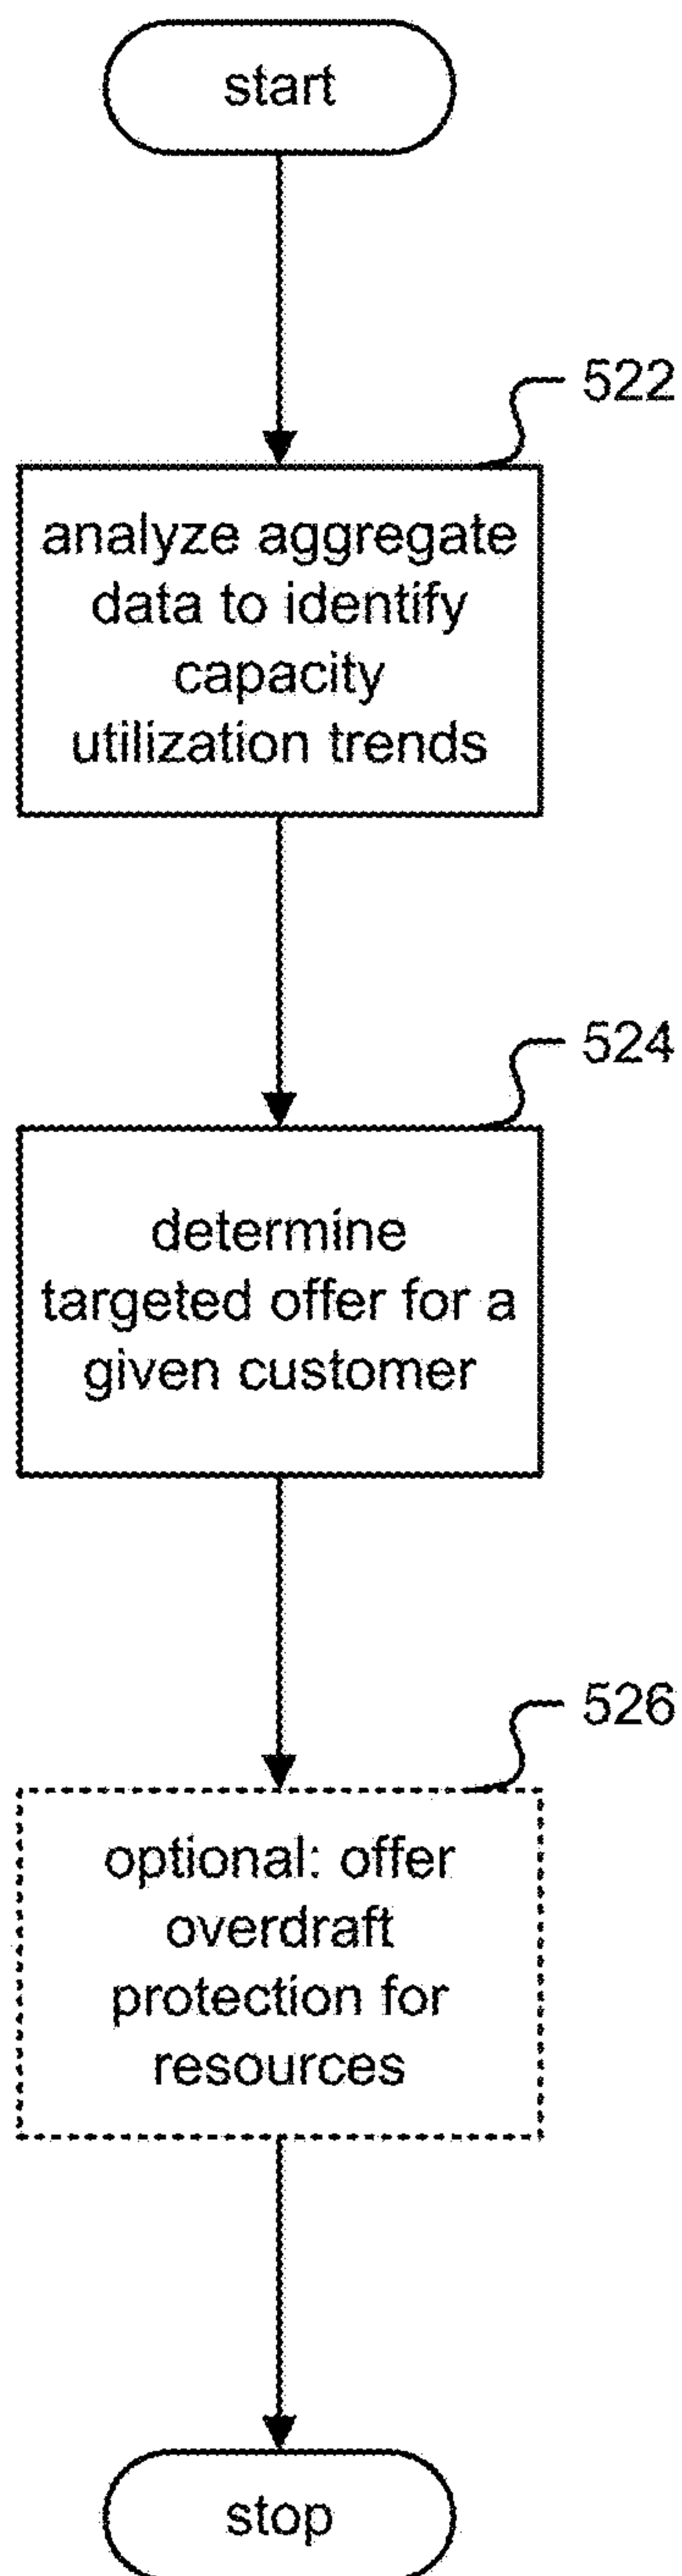 start
522
analyze aggregate
data to identify
capacity
utilization trends
524
determine
targeted offer for a
given customer
526
optional: offer
overdraft
protection for
resources
stop